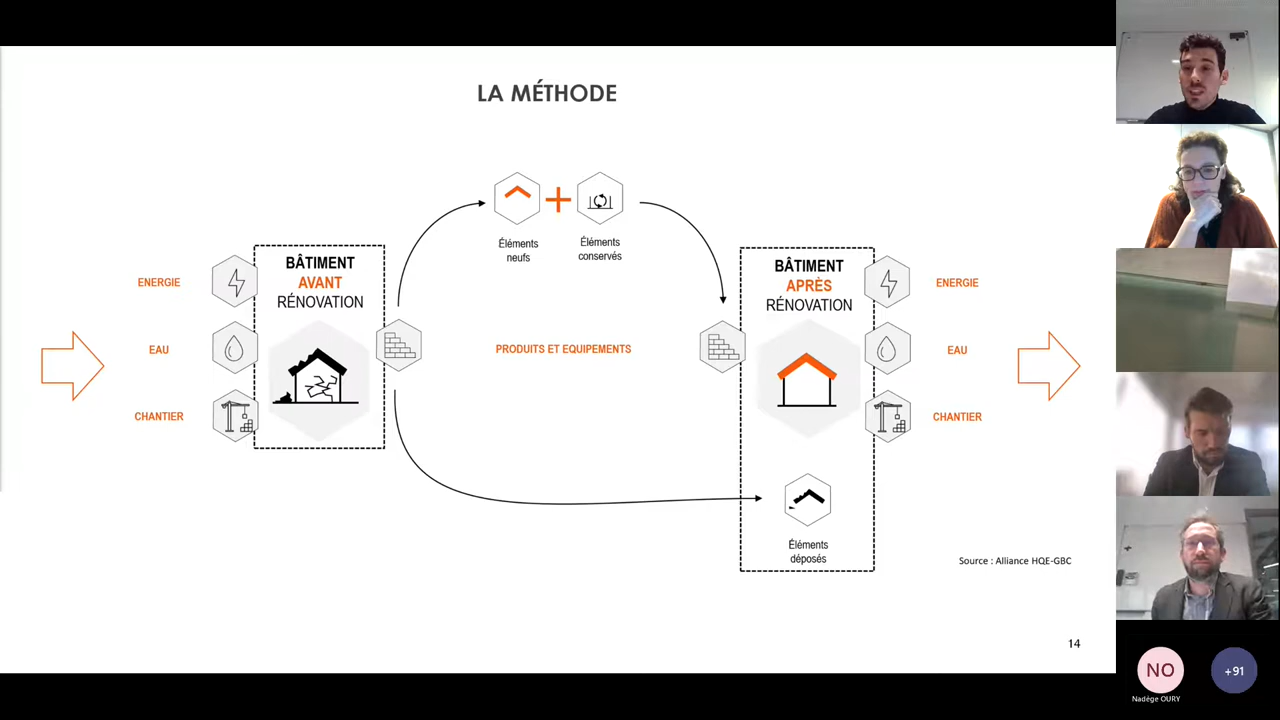 LA MÉTHODE
Éléments
neufs
Éléments
conservés
BÂTIMENT
AVANT
RÉNOVATION
BÂTIMENT
APRÈS
RÉNOVATION
ENERGIE
EAU
CHANTIER
PRODUITS ET EQUIPEMENTS
ENERGIE
EAU
CHANTIER
Éléments
déposés
Source : Alliance HQE-GBC
14
NO
Nadège OURY
+91